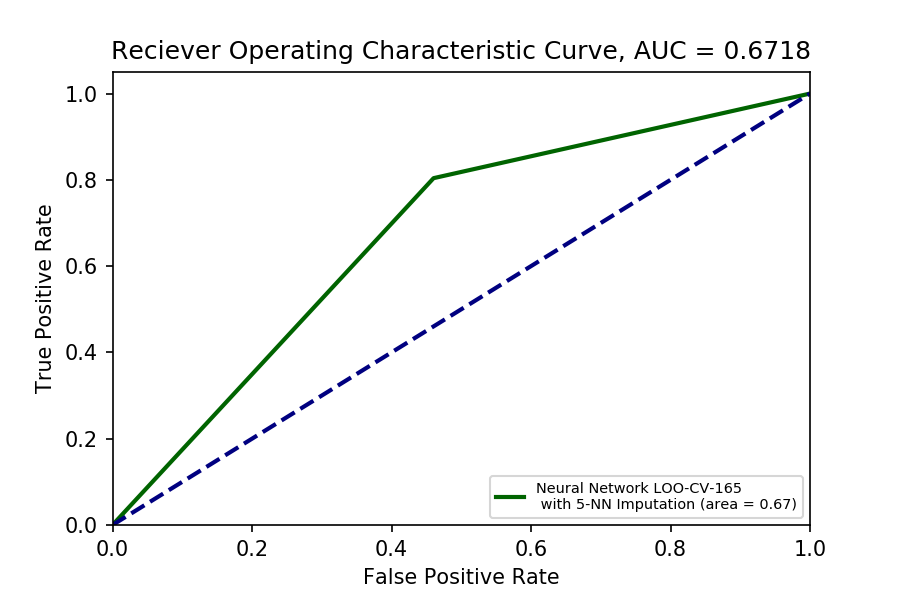 Reciever Operating Characteristic Curve, AUC = 0.6718
1.0
0.8
0.6
0.4
0.2
0.0
True Positive Rate
Neural Network LOO-CV-165
with 5-NN Imputation (area = 0.67)
0.0 0.2 0.4 0.6 0.8 1.0
False Positive Rate